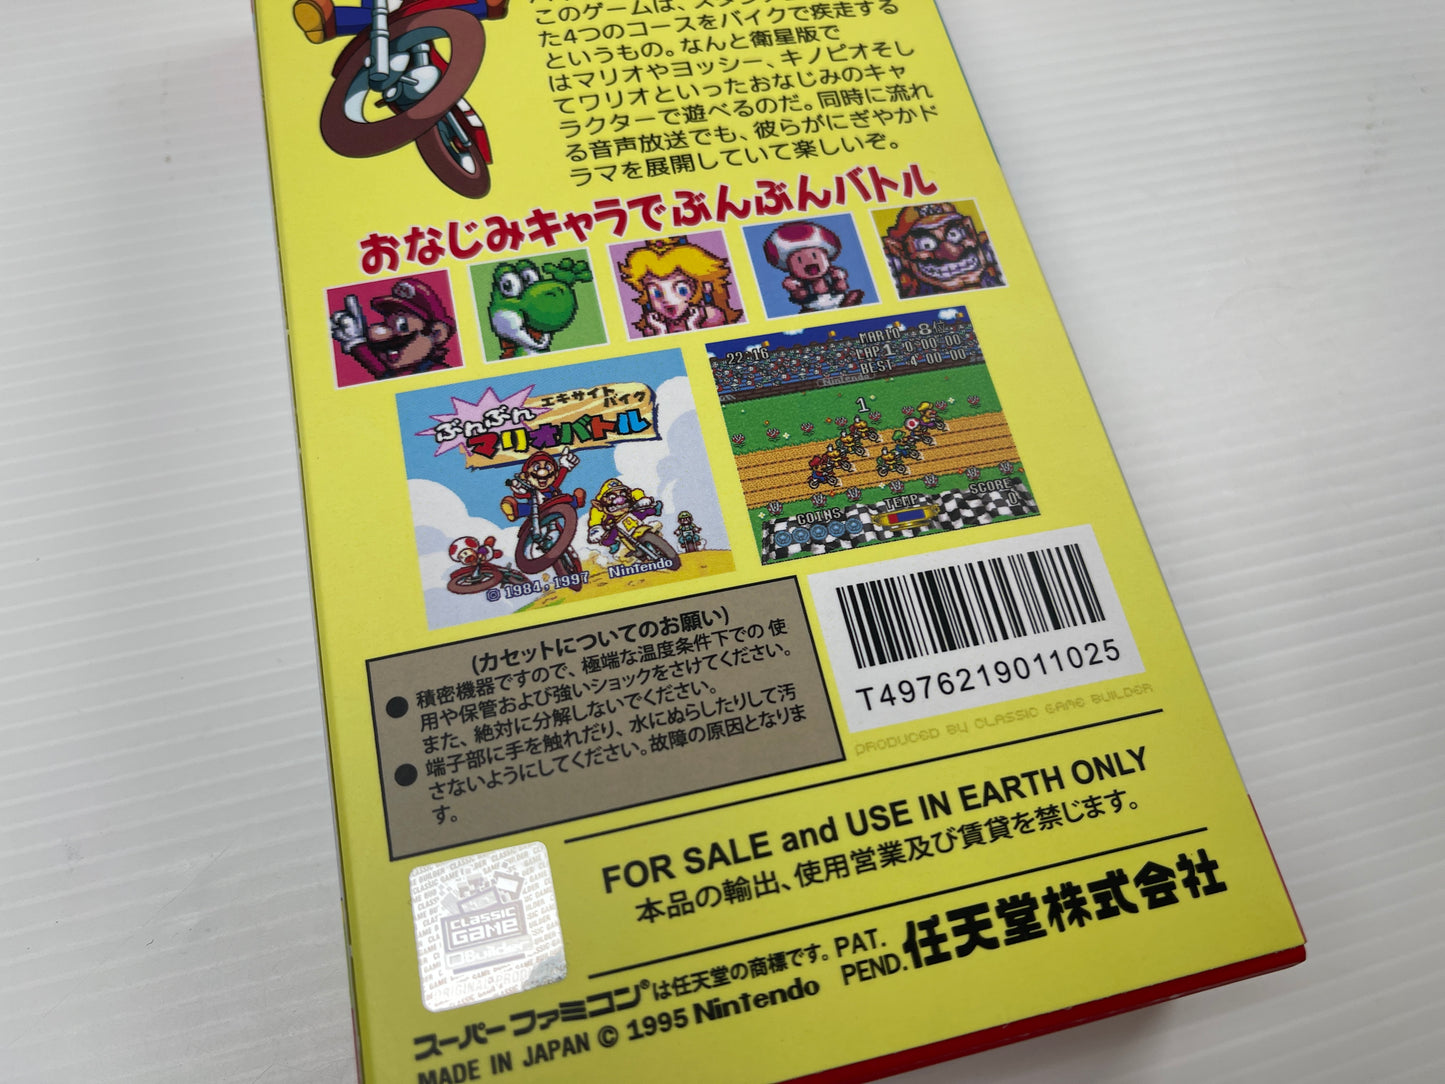 このゲームは、スタン
た4つのコースをバイクで疾走する
というもの。なんと衛星版で
はマリオやヨッシー、キノピオそし
てワリオといったおなじみのキャ
ラクターで遊べるのだ。同時に流れ
る音声放送でも、彼らがにぎやかド
ラマを展開していて楽しいぞ。
おなじみキャラでぶんぶんバトル
ぶんぶん
エキサイト
バイク
マリオバトル
© 1984,1997 Nintendo
22"16
MARIO 8位
MAP1 0'00"00
BEST 4'00"00
Nintendo
1
COINS
TEMP
SCORE
0
(カセットについてのお願い)
● 積密機器ですので、極端な温度条件下での 使
用や保管および強いショックをさけてください。
また、絶対に分解しないでください。
● 端子部に手を触れだり、水にぬらしたりして汚
さないようにしてください。故障の原因となりま
す。
T4976219011025
PRODUCED BY CLASSIC GAME BUILDER
FOR SALE and USE IN EARTH ONLY
本品の輸出、使用営業及び賃貸を禁じます。
CLASSIC
GAME
Builder
スーパーファミコン®は任天堂の商標です。
PAT.
PEND.
任天堂株式会社
MADE IN JAPAN © 1995 Nintendo